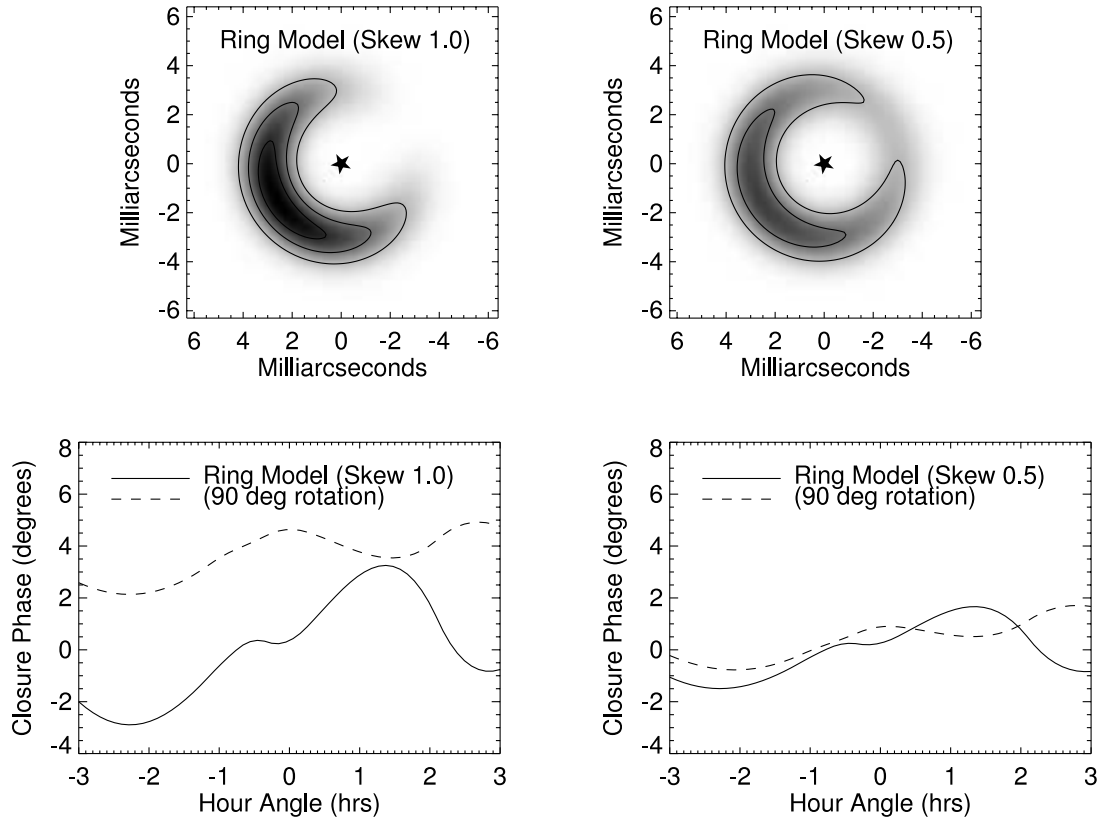 Ring Model (Skew 1.0)
6
4
2
0
-2
-4
-6
Milliarcseconds
6 4 2 0 -2 -4 -6
Milliarcseconds
Ring Model (Skew 0.5)
6
4
2
0
-2
-4
-6
Milliarcseconds
6 4 2 0 -2 -4 -6
Milliarcseconds
Ring Model (Skew 1.0)
(90 deg rotation)
8
6
4
2
0
-2
-4
Closure Phase (degrees)
-3 -2 -1 0 1 2 3
Hour Angle (hrs)
Ring Model (Skew 0.5)
(90 deg rotation)
8
6
4
2
0
-2
-4
Closure Phase (degrees)
-3 -2 -1 0 1 2 3
Hour Angle (hrs)